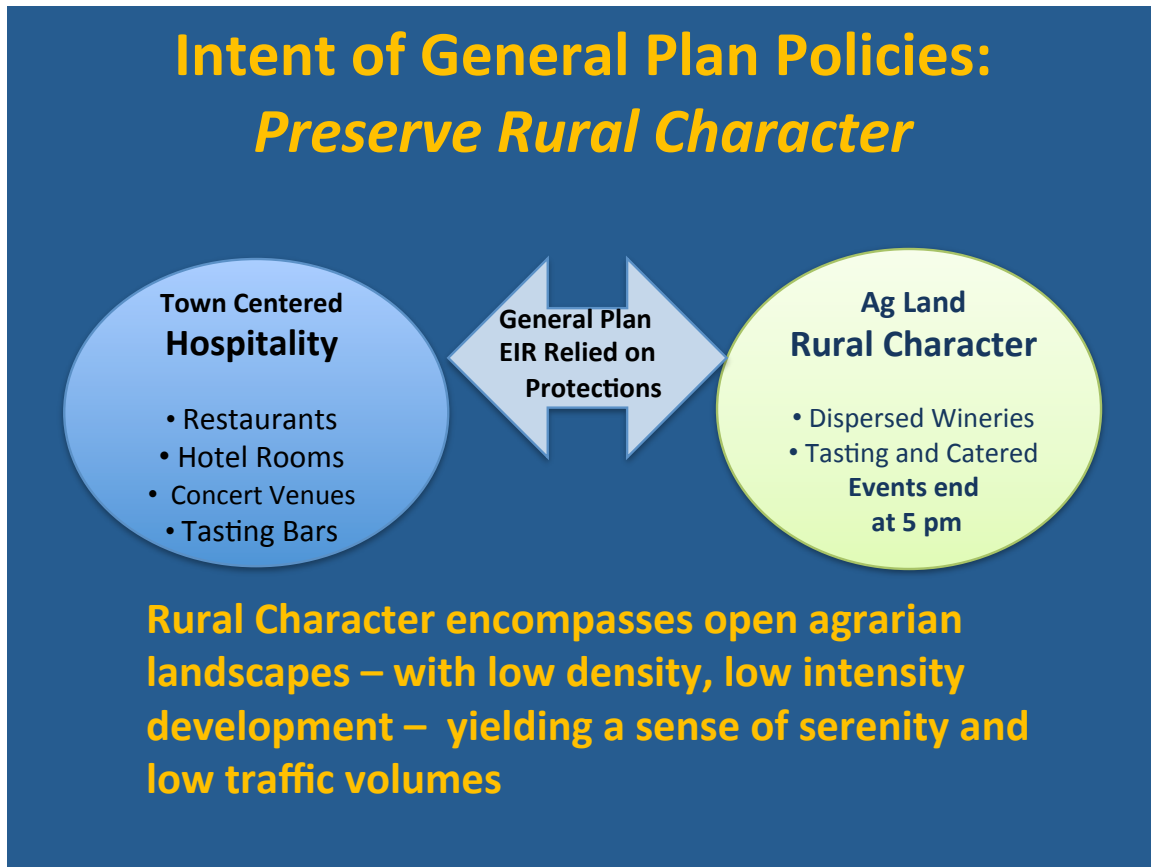 Intent of General Plan Policies:
Preserve Rural Character
Town Centered
Hospitality
• Restaurants
• Hotel Rooms
• Concert Venues
• Tasting Bars
General Plan
EIR Relied on
Protections
Ag Land
Rural Character
• Dispersed Wineries
• Tasting and Catered
Events end
at 5 pm
Rural Character encompasses open agrarian
landscapes – with low density, low intensity
development – yielding a sense of serenity and
low traffic volumes